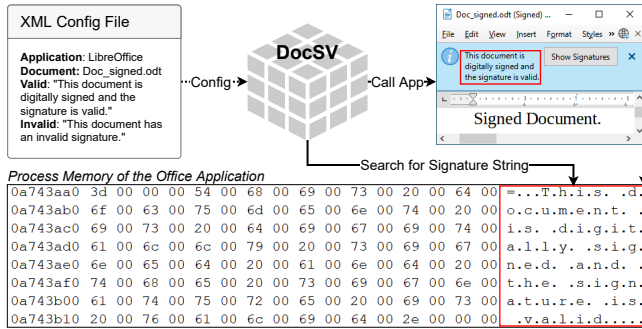 XML Config File
Application: LibreOffice
Document: Doc_signed.odt
Valid: "This document is
digitally signed and the
signature is valid."
Invalid: "This document has
an invalid signature."
Config
DocSV
Call App
Doc_signed.odt (Signed) ...
File Edit View Insert Format Styles »
This document is
digitally signed and
the signature is valid.
Show Signatures
Signed Document.
Search for Signature String
Process Memory of the Office Application
0a743aa0 3d 00 00 00 54 00 68 00 69 00 73 00 20 00 64 00 =...T.h.i.s. .d.
0a743ab0 6f 00 63 00 75 00 6d 00 65 00 6e 00 74 00 20 00 o.c.u.m.e.n.t. .
0a743ac0 69 00 73 00 20 00 64 00 69 00 67 00 69 00 74 00 i.s. .d.i.g.i.t.
0a743ad0 61 00 6c 00 6c 00 79 00 20 00 73 00 69 00 67 00 a.l.l.y. .s.i.g.
0a743ae0 6e 00 65 00 64 00 20 00 61 00 6e 00 64 00 20 00 n.e.d. .a.n.d. .
0a743af0 74 00 68 00 65 00 20 00 73 00 69 00 67 00 6e 00 t.h.e. .s.i.g.n.
0a743b00 61 00 74 00 75 00 72 00 65 00 20 00 69 00 73 00 a.t.u.r.e. .i.s.
0a743b10 20 00 76 00 61 00 6c 00 69 00 64 00 2e 00 00 00 .v.a.l.i.d.....